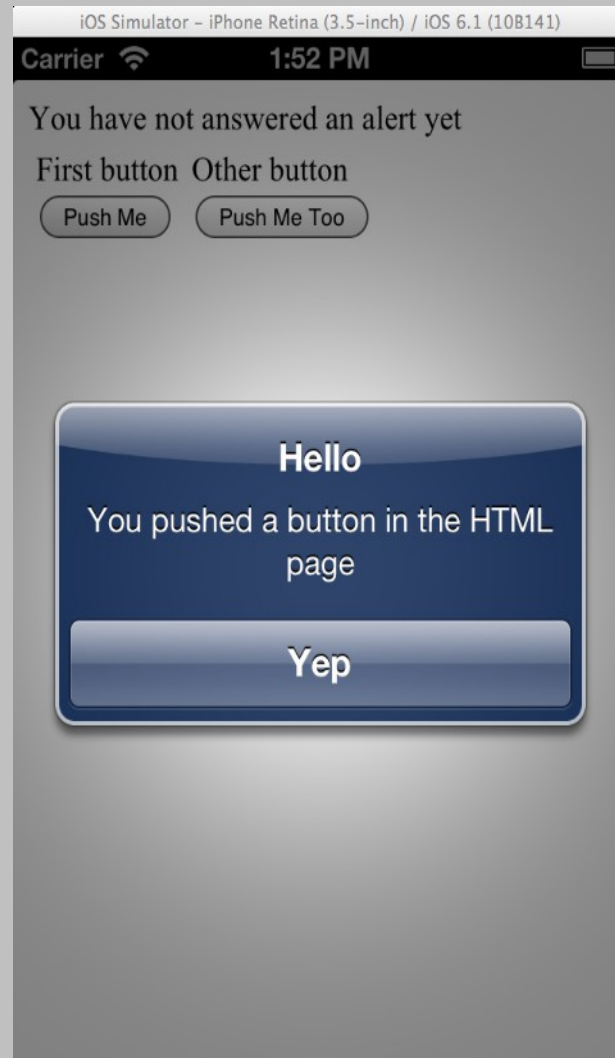 iOS Simulator – iPhone Retina (3.5-inch) / iOS 6.1 (10B141)
Carrier 1:52 PM
You have not answered an alert yet
First button Other button
Push Me Push Me Too
Hello
You pushed a button in the HTML
page
Yep